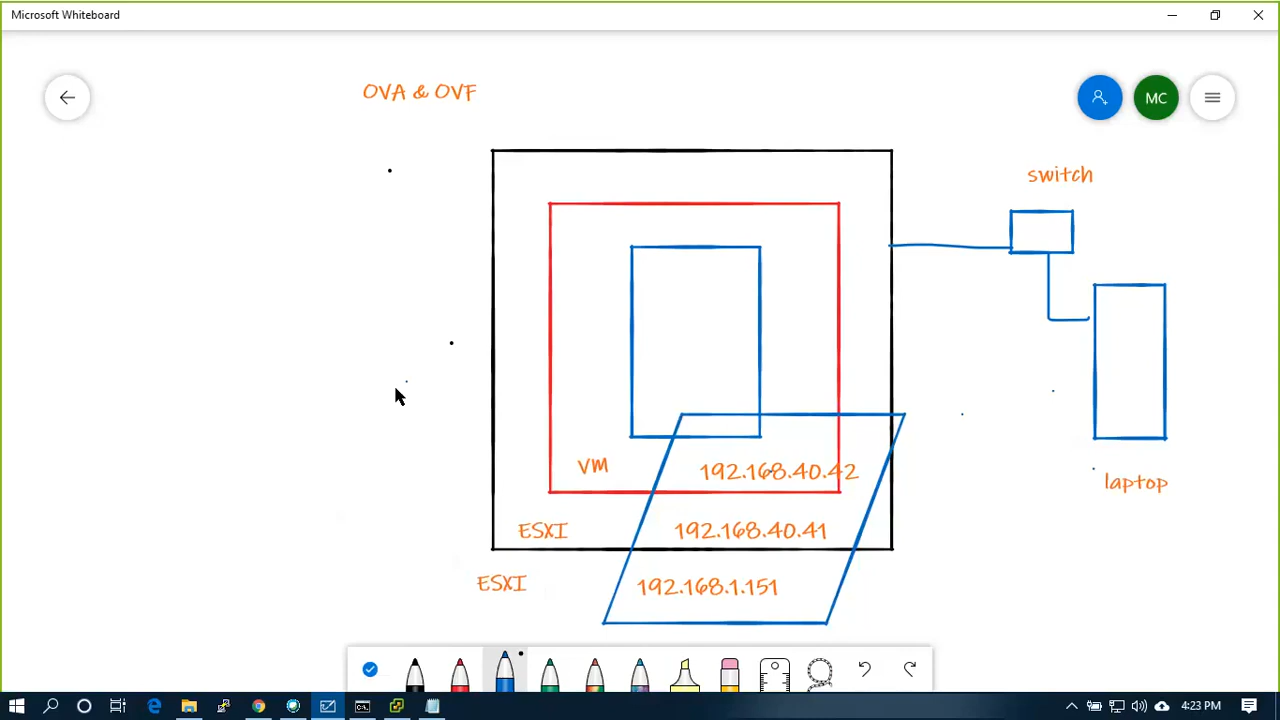 Microsoft Whiteboard
OVA & OVF
MC
switch
VM 192.168.40.42
laptop
ESXI 192.168.40.41
ESXI 192.168.1.151
4:23 PM